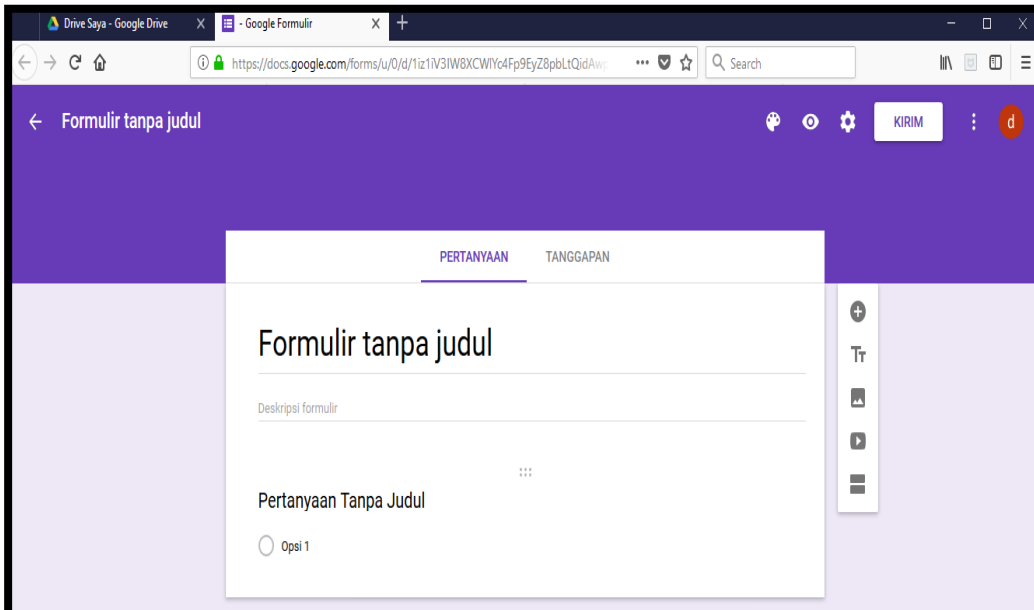 Drive Saya - Google Drive
- Google Formulir
https://docs.google.com/forms/u/0/d/1iz1iV3IW8XCWlYc4Fp9EyZ8pbLtQidAwp
Search
Formulir tanpa judul
KIRIM
d
PERTANYAAN TANGGAPAN
Formulir tanpa judul
Deskripsi formulir
Pertanyaan Tanpa Judul
Opsi 1